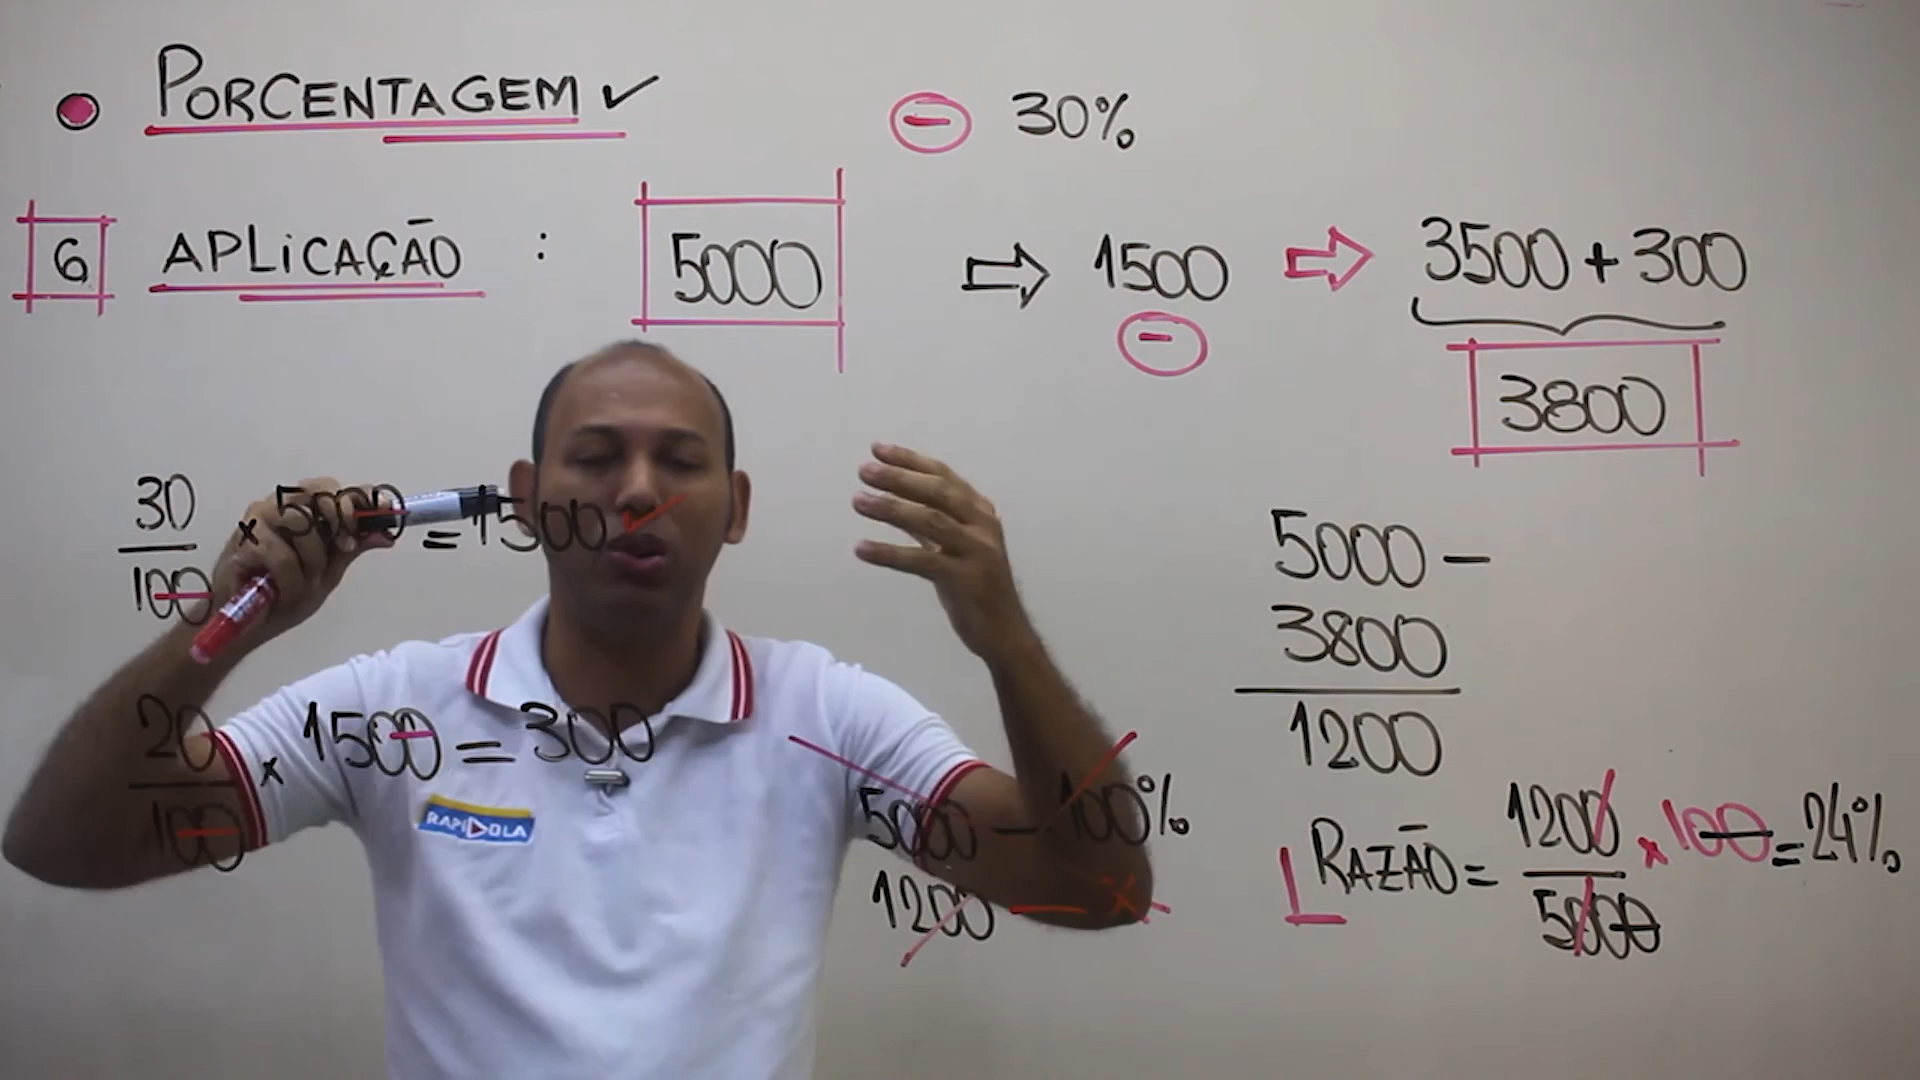 PORCENTAGEM ✓
⊖ 30%
6 APLICAÇÃO : 5000 ⇨ 1500 ⇨ 3500 + 300
⊖
3800
30/100 × 5000 = 1500 ✓
20/100 × 1500 = 300
5000 — 100%
1200 — x
5000 –
3800
1200
RAZÃO = 1200/5000 × 100 = 24%
RAPIDOLA